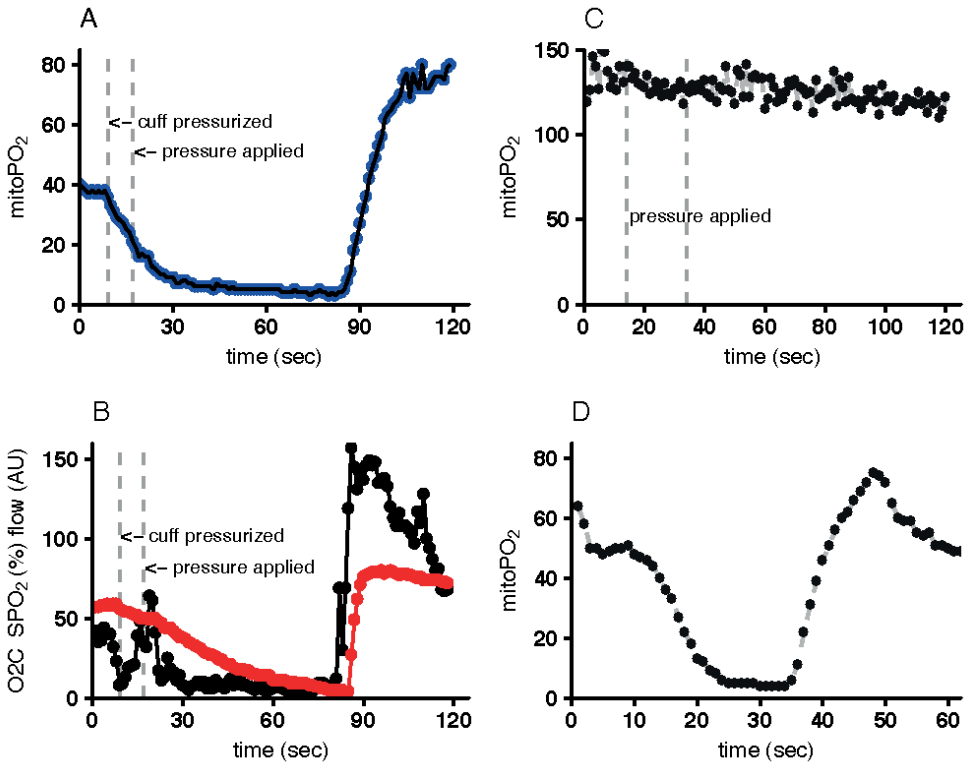 A
80
60
40
20
0
mitoPO2
<– cuff pressurized
<– pressure applied
0 30 60 90 120
time (sec)
C
150
100
50
0
mitoPO2
pressure applied
0 20 40 60 80 100 120
time (sec)
B
150
100
50
0
O2C SPO2 (%) flow (AU)
<– cuff pressurized
<– pressure applied
0 30 60 90 120
time (sec)
D
80
60
40
20
0
mitoPO2
0 10 20 30 40 50 60
time (sec)